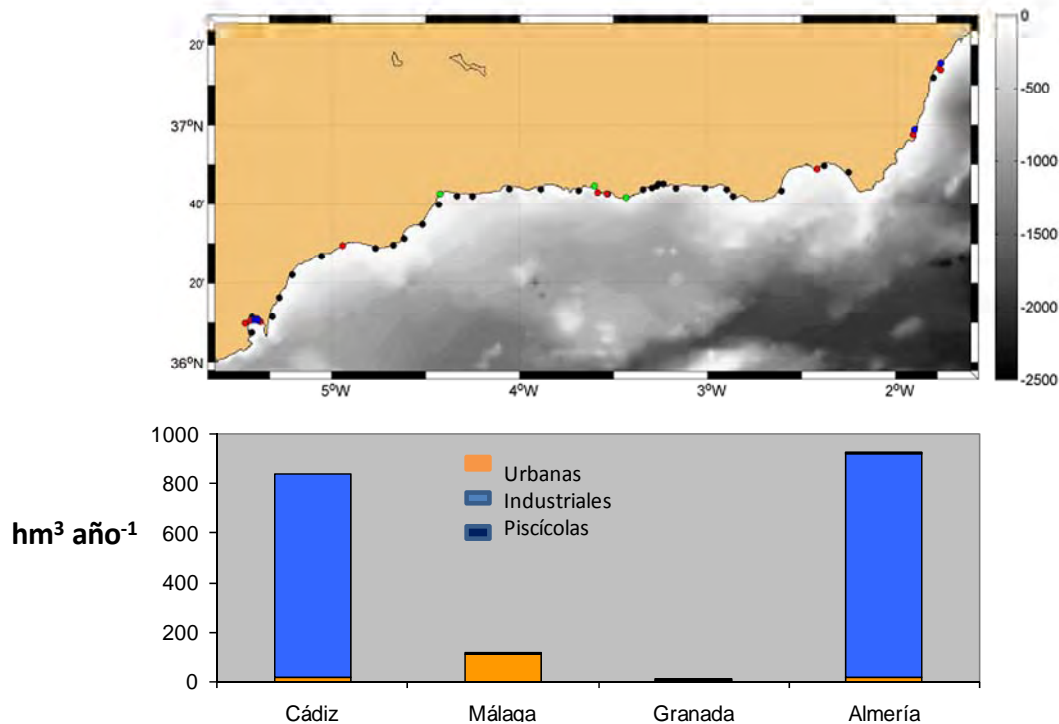 20'
37ºN
40'
20'
36ºN
5ºW
4ºW
3ºW
2ºW
0
-500
-1000
-1500
-2000
-2500
hm³ año⁻¹
1000
800
600
400
200
0
Urbanas
Industriales
Piscícolas
Cádiz
Málaga
Granada
Almería